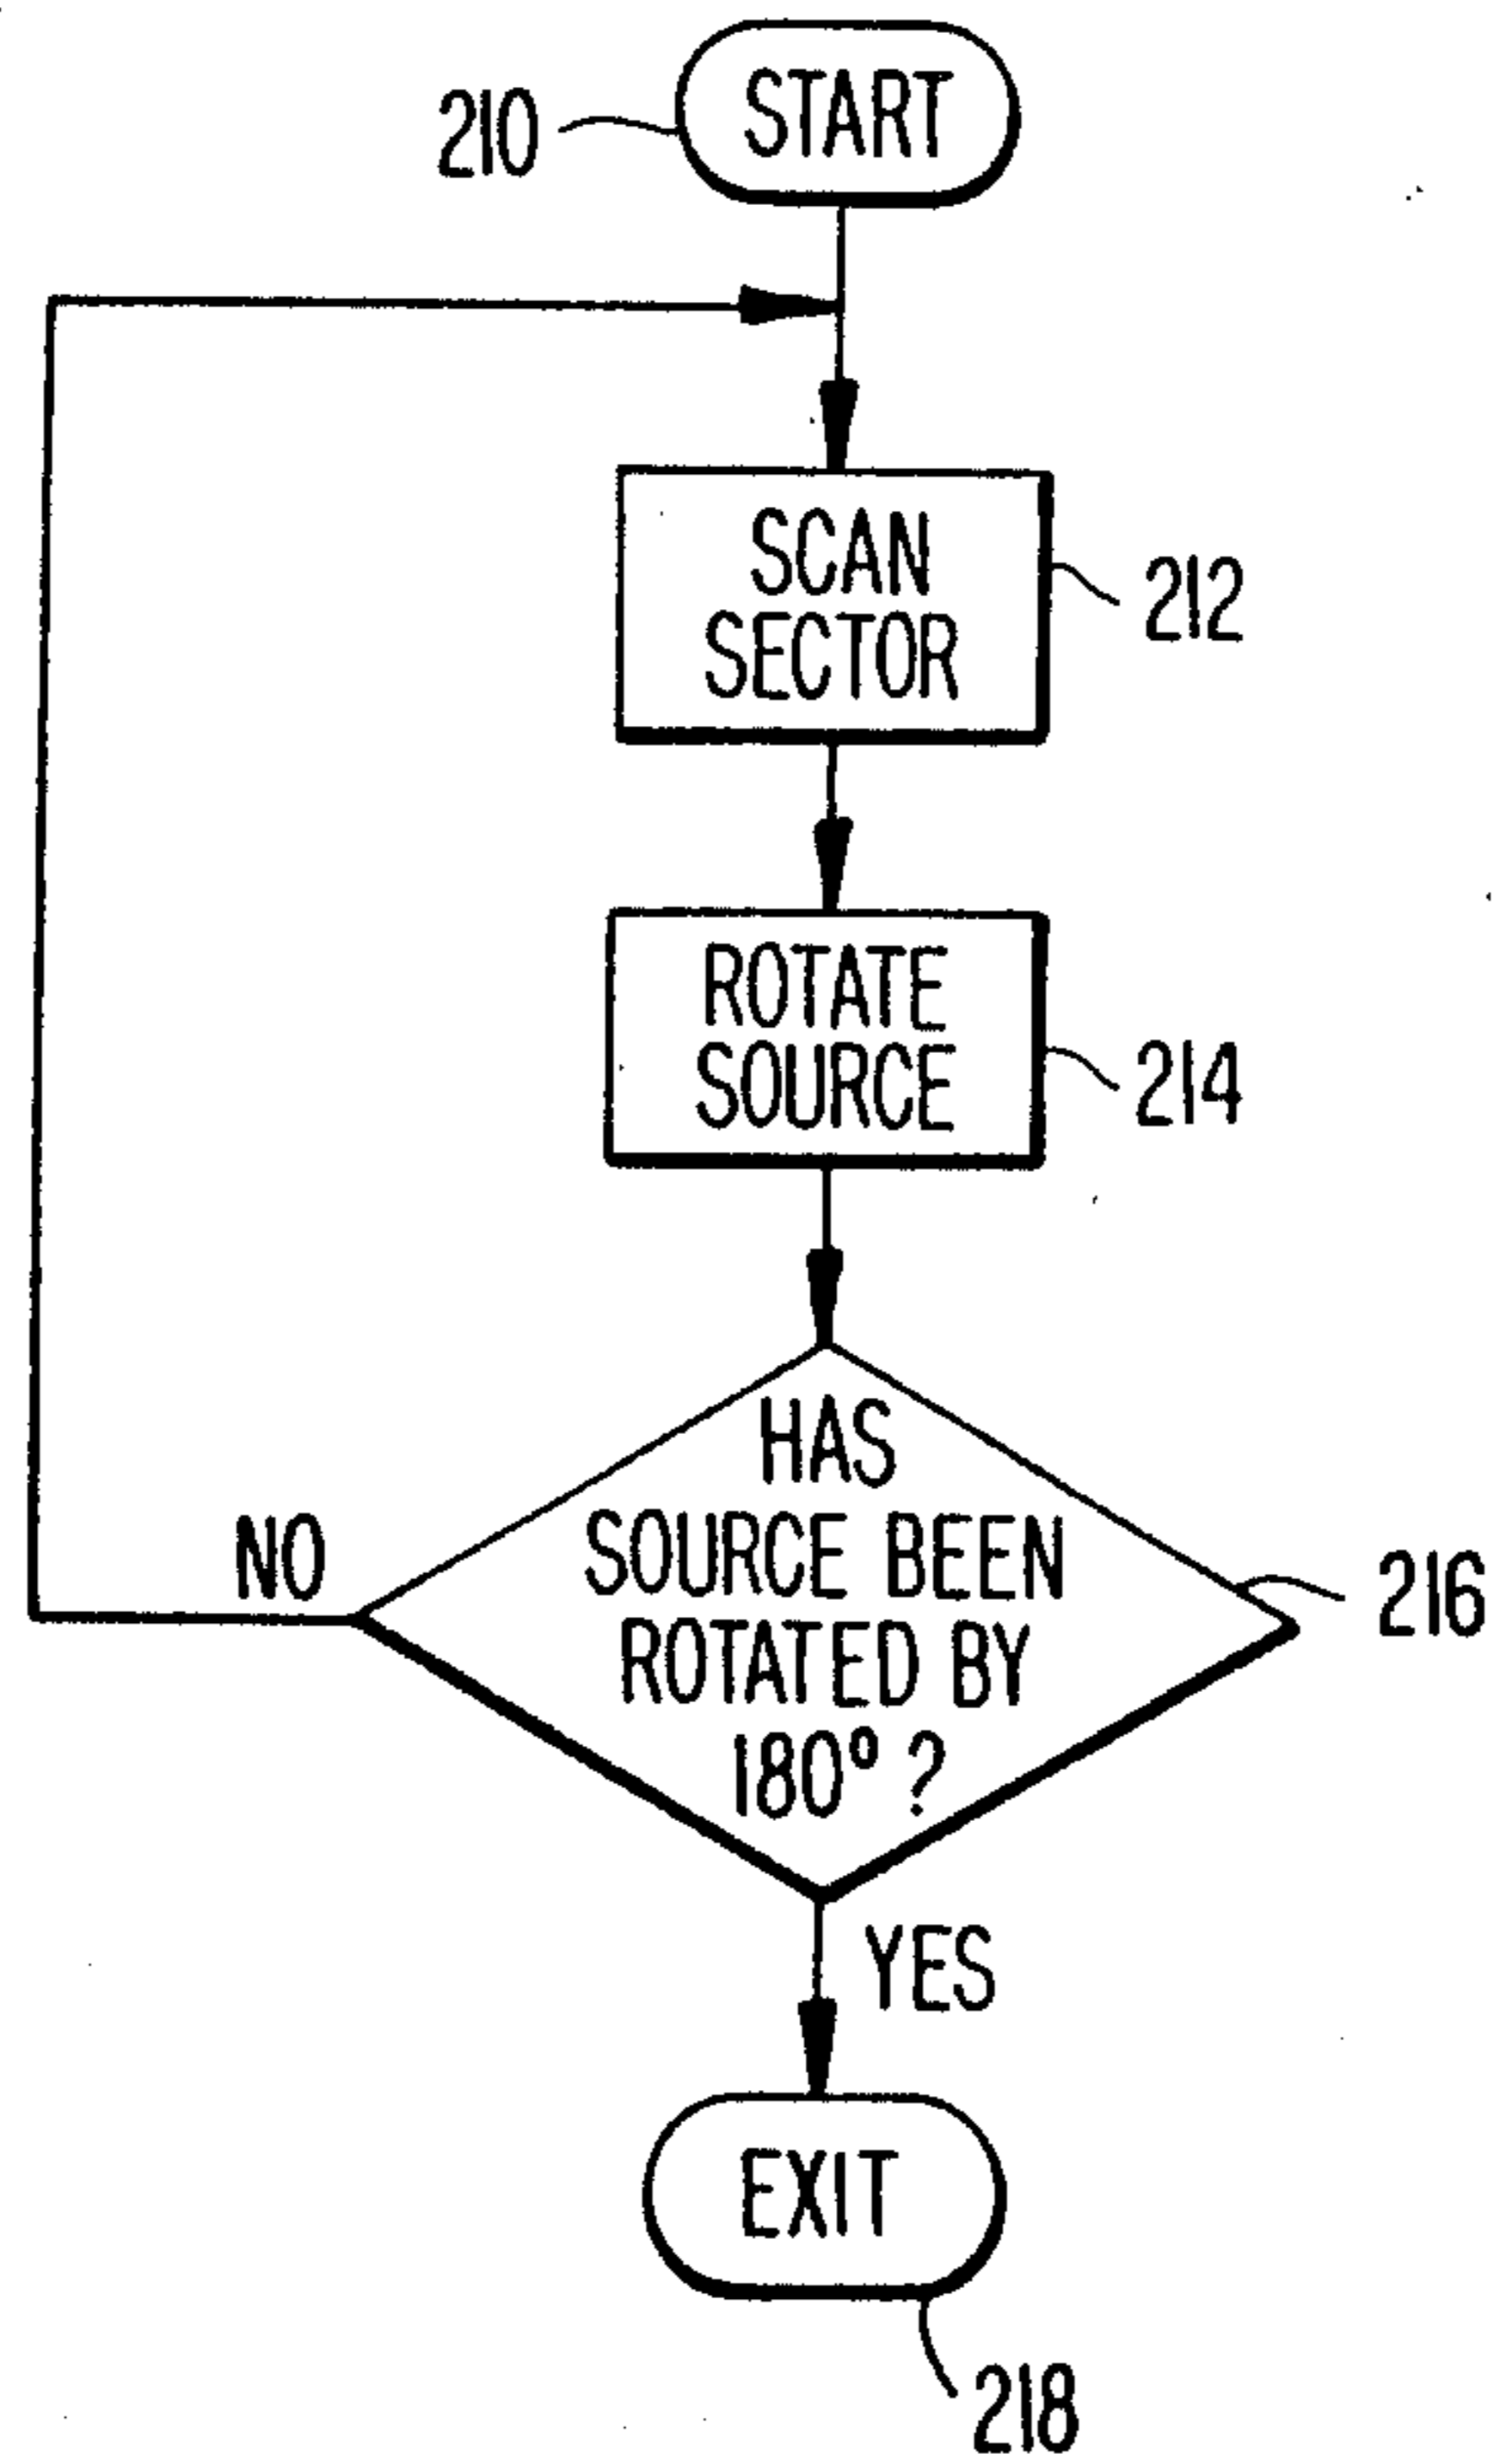 START
210
SCAN
SECTOR
212
ROTATE
SOURCE
214
HAS
SOURCE BEEN
ROTATED BY
180° ?
216
NO
YES
EXIT
218